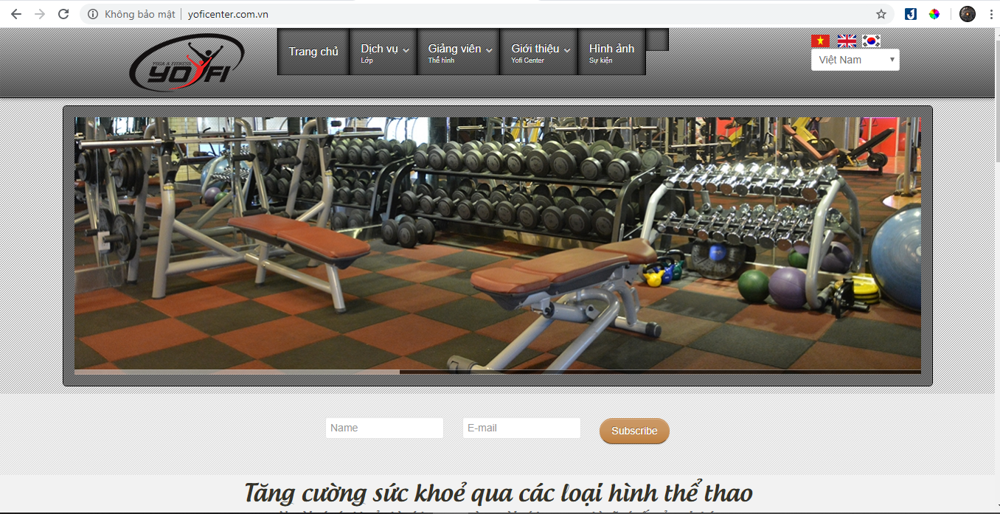 Không bảo mật
yoficenter.com.vn
YOGA & FITNESS
YOFI
Trang chủ
Dịch vụ
Lớp
Giảng viên
Thể hình
Giới thiệu
Yofi Center
Hình ảnh
Sự kiện
Việt Nam
Name
E-mail
Subscribe
Tăng cường sức khoẻ qua các loại hình thể thao